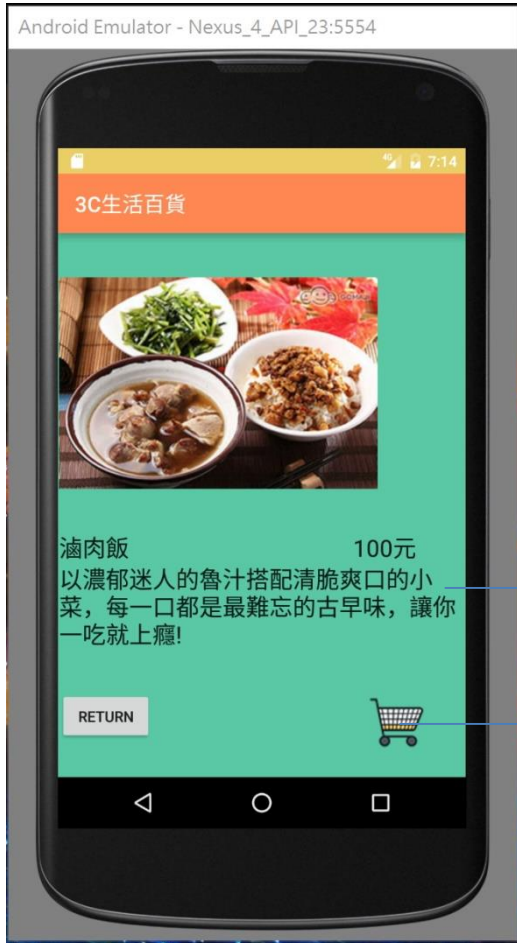 Android Emulator - Nexus_4_API_23:5554
4G 7:14
3C生活百貨
GOMAJI
滷肉飯 100元
以濃郁迷人的魯汁搭配清脆爽口的小
菜，每一口都是最難忘的古早味，讓你
一吃就上癮!
RETURN